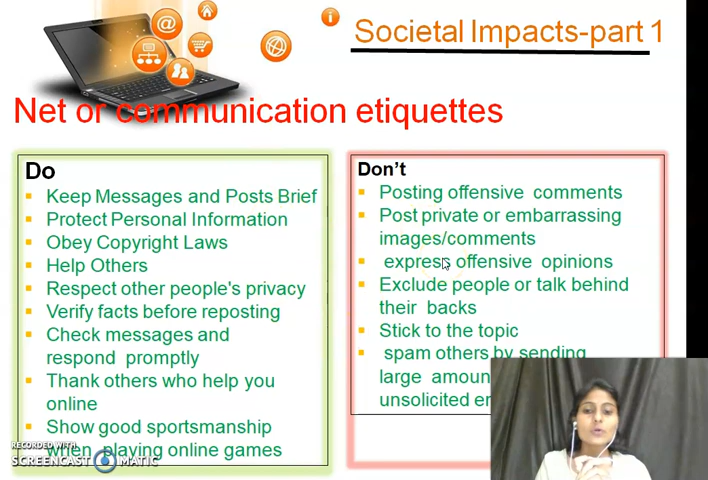 Societal Impacts-part 1
Net or communication etiquettes
Do
Keep Messages and Posts Brief
Protect Personal Information
Obey Copyright Laws
Help Others
Respect other people's privacy
Verify facts before reposting
Check messages and
respond promptly
Thank others who help you
online
Show good sportsmanship
when playing online games
Don't
Posting offensive comments
Post private or embarrassing
images/comments
express offensive opinions
Exclude people or talk behind
their backs
Stick to the topic
spam others by sending
large
unsolicited
RECORDED WITH
SCREENCAST MATIC